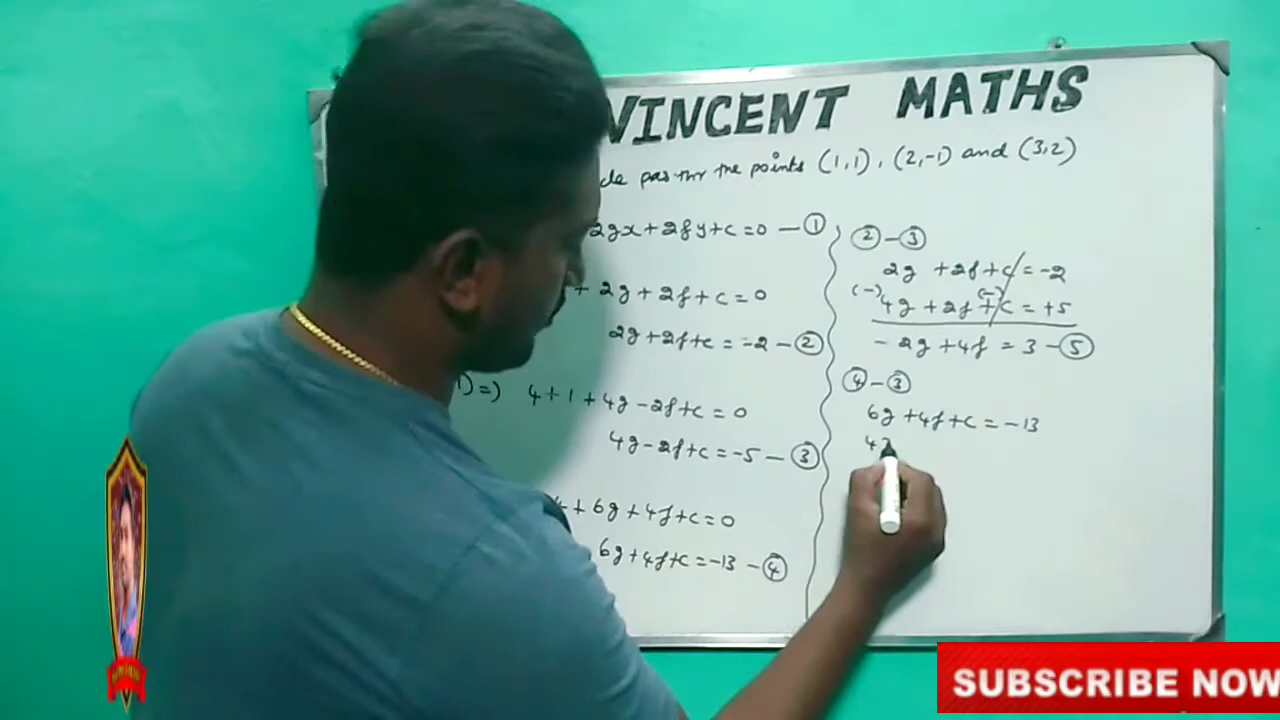 VINCENT MATHS
cle pas thr the points (1,1), (2,-1) and (3,2)
2gx+2fy+c=0 — ①
+ 2g+2f+c=0
2g+2f+c=-2 - ②
1) =) 4+1+4g-2f+c=0
4g-2f+c=-5 - ③
+ 6g+4f+c=0
6g+4f+c=-13 - ④
② - ③
2g +2f+c=-2
(-) 4g +2f +c = +5
(-)
-2g+4f = 3 - ⑤
④ - ③
6g+4f+c=-13
4g
SUBSCRIBE NOW